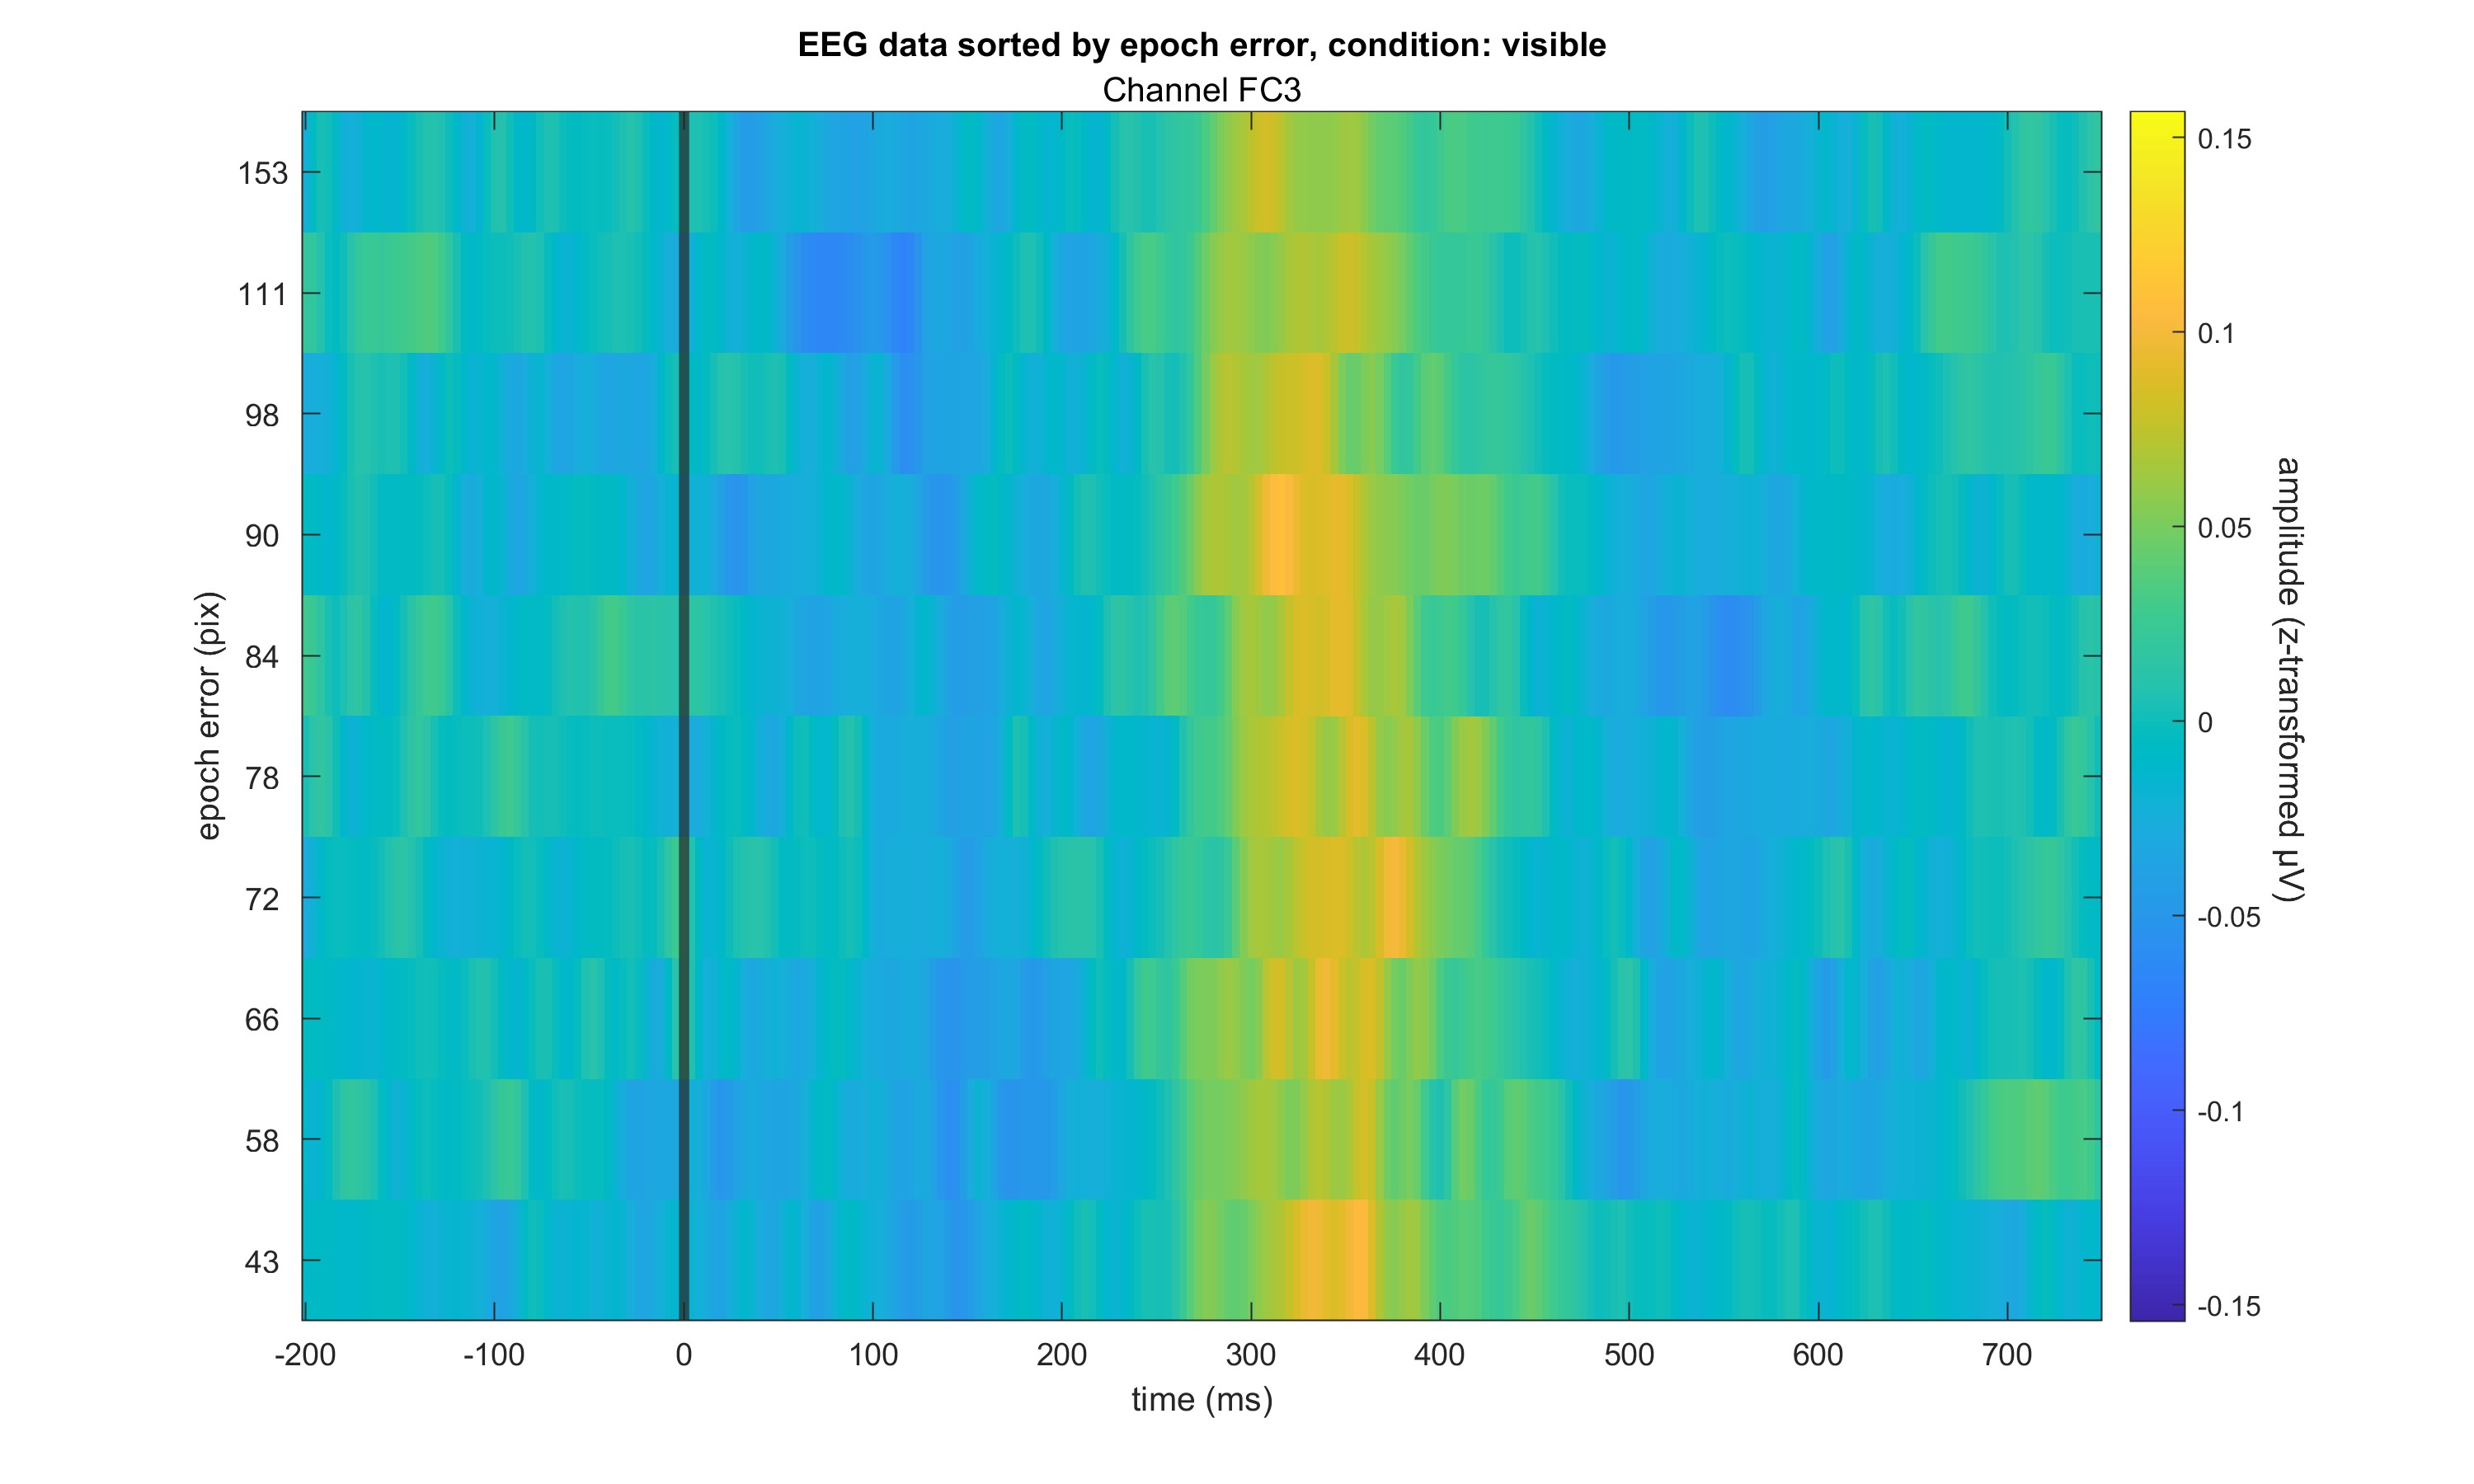 EEG data sorted by epoch error, condition: visible
Channel FC3
epoch error (pix)
153
111
98
90
84
78
72
66
58
43
-200 -100 0 100 200 300 400 500 600 700
time (ms)
0.15
0.1
0.05
0
-0.05
-0.1
-0.15
amplitude (z-transformed µV)